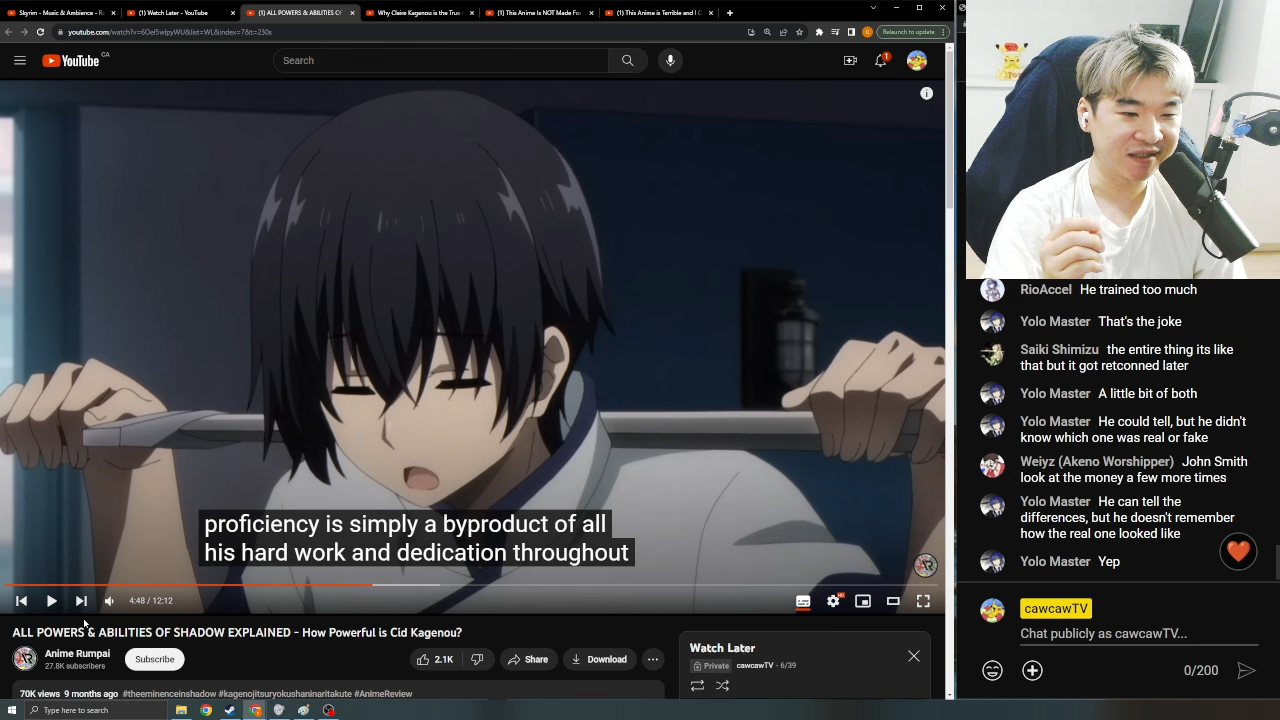 Slgrim - Music & Ambience - R
(1) Watch Later - YouTube
(1) ALL POWERS & ABILITIES OF
Why Claire Kagenou is the True
(1) This Anime Is NOT Made Fo
(1) This Anime is Terrible and I C
youtube.com/watch?v=6Oel5wIpyWU&list=WL&index=7&t=230s
Relaunch to update
YouTube CA
Search
1
proficiency is simply a byproduct of all
his hard work and dedication throughout
AR
4:48 / 12:12
HD
ALL POWERS & ABILITIES OF SHADOW EXPLAINED - How Powerful is Cid Kagenou?
AR
Anime Rumpai
27.8K subscribers
Subscribe
2.1K
Share
Download
70K views 9 months ago #theeminenceinshadow #kagenojitsuryokushaninaritakute #AnimeReview
Watch Later
Private
cawcawTV - 6/39
Type here to search
RioAccel He trained too much
Yolo Master That's the joke
Saiki Shimizu the entire thing its like
that but it got retconned later
Yolo Master A little bit of both
Yolo Master He could tell, but he didn't
know which one was real or fake
Weiyz (Akeno Worshipper) John Smith
look at the money a few more times
Yolo Master He can tell the
differences, but he doesn't remember
how the real one looked like
Yolo Master Yep
cawcawTV
Chat publicly as cawcawTV...
0/200